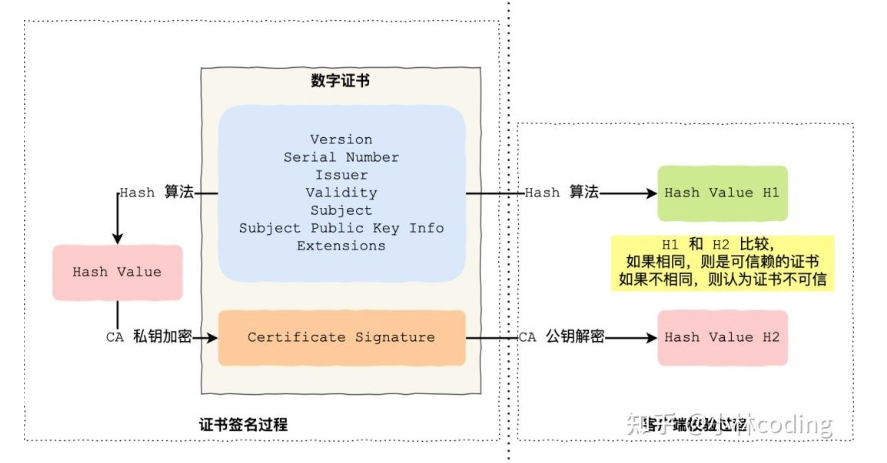 数字证书
Version
Serial Number
Issuer
Validity
Subject
Subject Public Key Info
Extensions
Hash 算法
Hash Value
CA 私钥加密
Certificate Signature
证书签名过程
Hash 算法
Hash Value H1
H1 和 H2 比较,
如果相同，则是可信赖的证书
如果不相同，则认为证书不可信
CA 公钥解密
Hash Value H2
客户端校验过程
知乎 @小林coding